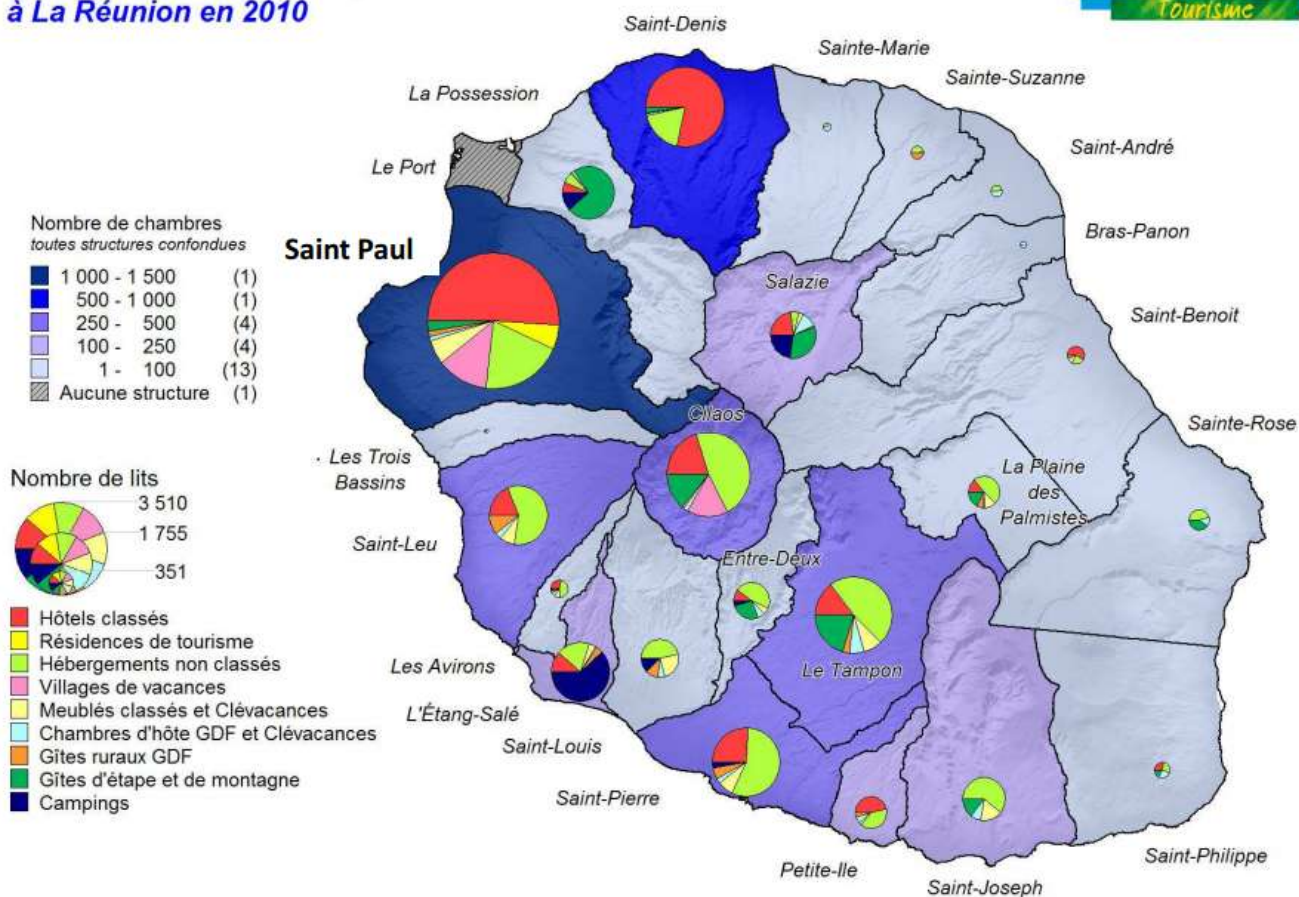 à La Réunion en 2010
Tourisme
Saint-Denis
Sainte-Marie
Sainte-Suzanne
La Possession
Saint-André
Le Port
Nombre de chambres
toutes structures confondues
1 000 - 1 500 (1)
500 - 1 000 (1)
250 - 500 (4)
100 - 250 (4)
1 - 100 (13)
Aucune structure (1)
Saint Paul
Bras-Panon
Salazie
Saint-Benoit
Cilaos
Sainte-Rose
Les Trois
Bassins
La Plaine
des
Palmistes
Nombre de lits
3 510
1 755
351
Saint-Leu
Entre-Deux
Hôtels classés
Résidences de tourisme
Hébergements non classés
Villages de vacances
Meublés classés et Clévacances
Chambres d'hôte GDF et Clévacances
Gîtes ruraux GDF
Gîtes d'étape et de montagne
Campings
Les Avirons
Le Tampon
L'Étang-Salé
Saint-Louis
Saint-Pierre
Petite-Ile
Saint-Joseph
Saint-Philippe